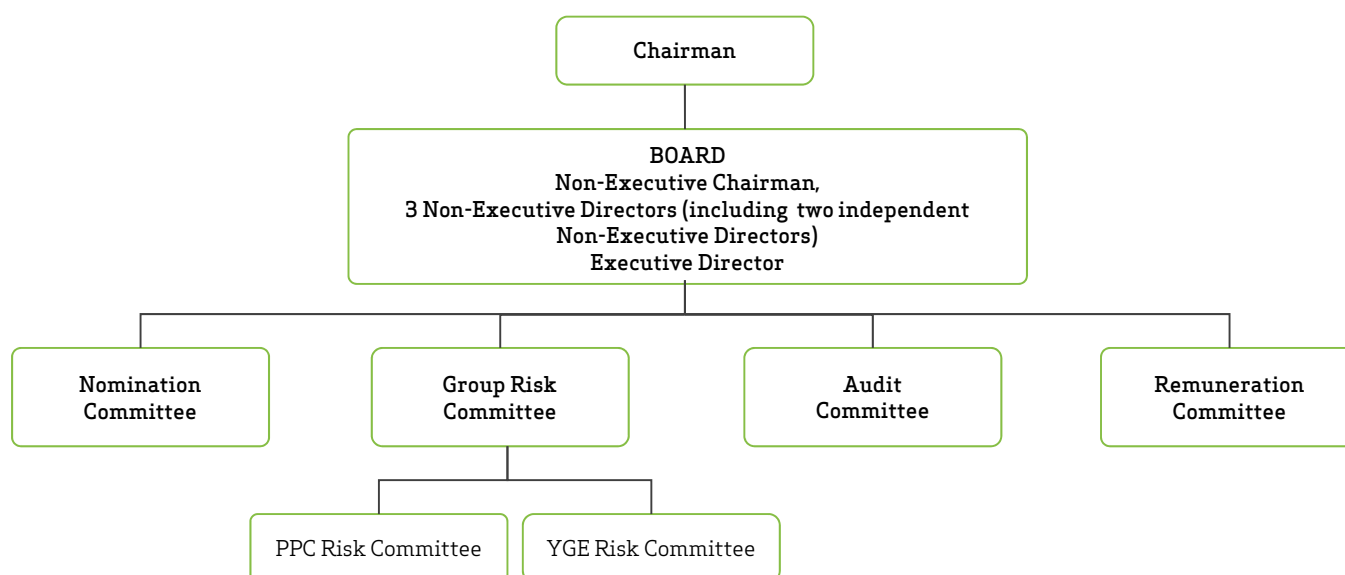 Chairman
BOARD
Non-Executive Chairman,
3 Non-Executive Directors (including two independent
Non-Executive Directors)
Executive Director
Nomination
Committee
Group Risk
Committee
Audit
Committee
Remuneration
Committee
PPC Risk Committee
YGE Risk Committee